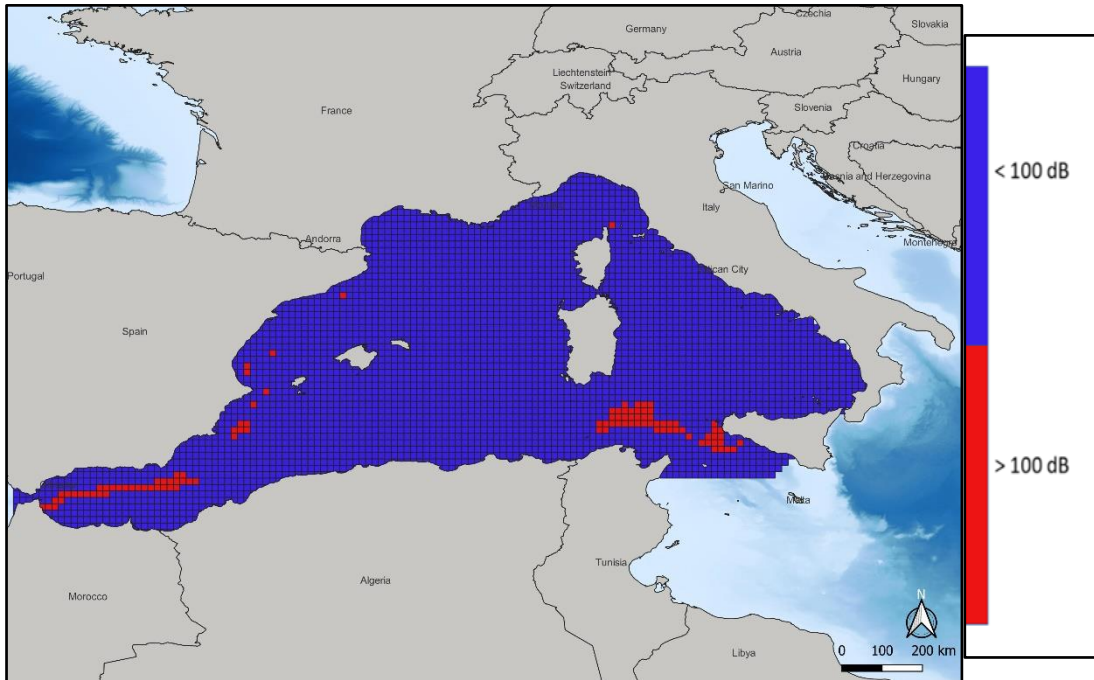 Czechia
Slovakia
Germany
Austria
Liechtenstein
Switzerland
Hungary
Slovenia
France
Croatia
Bosnia and Herzegovina
San Marino
Italy
Andorra
Montenegro
Vatican City
Portugal
Spain
Malta
Tunisia
Algeria
Morocco
Libya
N
0 100 200 km
< 100 dB
> 100 dB